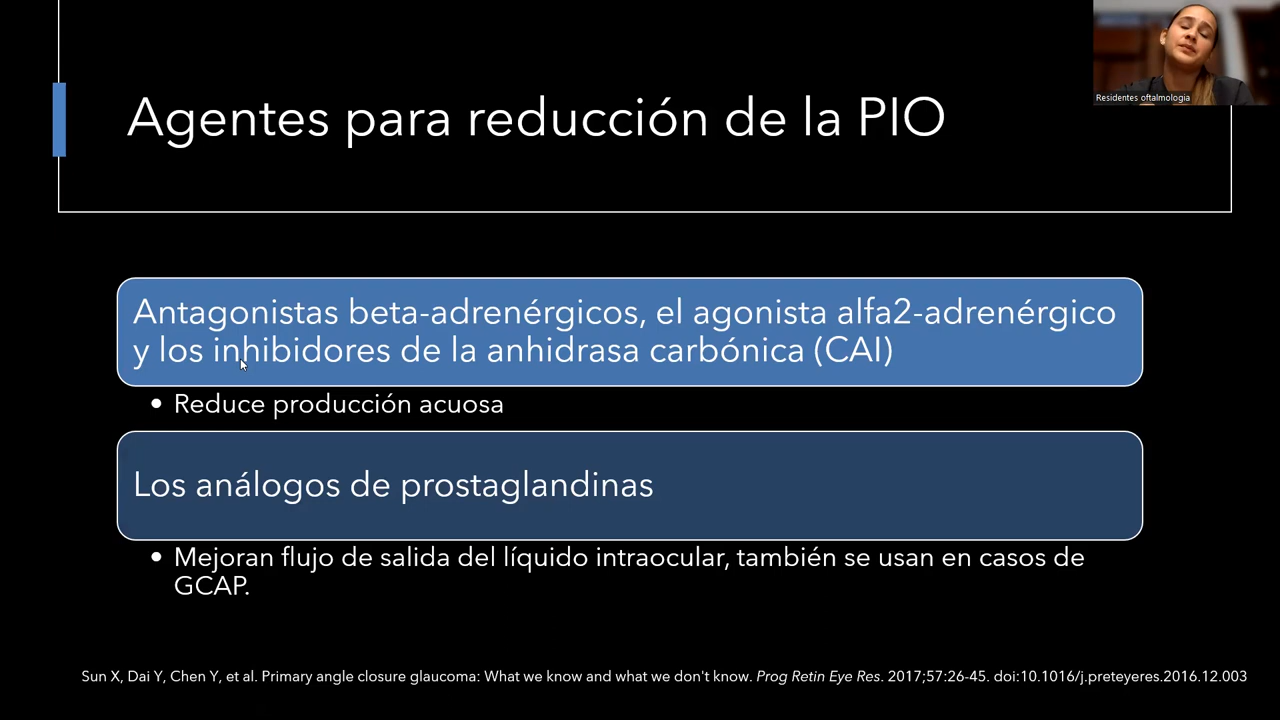 Residentes oftalmologia
Agentes para reducción de la PIO
Antagonistas beta-adrenérgicos, el agonista alfa2-adrenérgico
y los inhibidores de la anhidrasa carbónica (CAI)
• Reduce producción acuosa
Los análogos de prostaglandinas
• Mejoran flujo de salida del líquido intraocular, también se usan en casos de
GCAP.
Sun X, Dai Y, Chen Y, et al. Primary angle closure glaucoma: What we know and what we don't know. Prog Retin Eye Res. 2017;57:26-45. doi:10.1016/j.preteyeres.2016.12.003